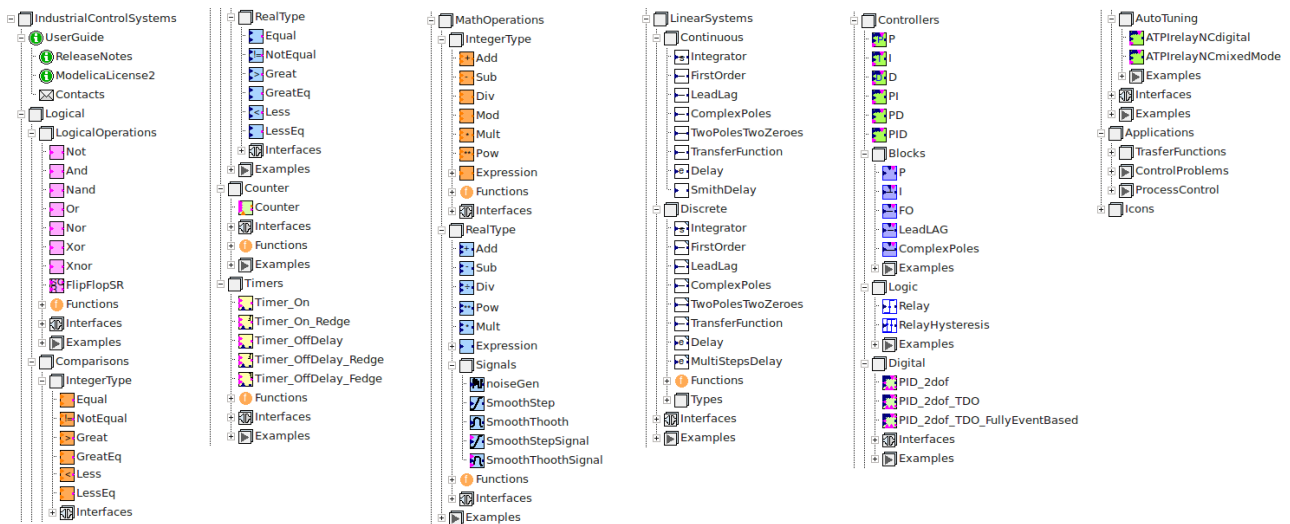 IndustrialControlSystems
UserGuide
ReleaseNotes
ModelicaLicense2
Contacts
Logical
LogicalOperations
Not
And
Nand
Or
Nor
Xor
Xnor
FlipFlopSR
Functions
Interfaces
Examples
Comparisons
IntegerType
Equal
NotEqual
Great
GreatEq
Less
LessEq
Interfaces
RealType
Equal
NotEqual
Great
GreatEq
Less
LessEq
Interfaces
Examples
Counter
Counter
Interfaces
Functions
Examples
Timers
Timer_On
Timer_On_Redge
Timer_OffDelay
Timer_OffDelay_Redge
Timer_OffDelay_Fedge
Functions
Interfaces
Examples
MathOperations
IntegerType
Add
Sub
Div
Mod
Mult
Pow
Expression
Functions
Interfaces
RealType
Add
Sub
Div
Pow
Mult
Expression
Signals
noiseGen
SmoothStep
SmoothThooth
SmoothStepSignal
SmoothThoothSignal
Functions
Interfaces
Examples
LinearSystems
Continuous
Integrator
FirstOrder
LeadLag
ComplexPoles
TwoPolesTwoZeroes
TransferFunction
Delay
SmithDelay
Discrete
Integrator
FirstOrder
LeadLag
ComplexPoles
TwoPolesTwoZeroes
TransferFunction
Delay
MultiStepsDelay
Functions
Types
Interfaces
Examples
Controllers
P
I
D
PI
PD
PID
Blocks
P
I
FO
LeadLAG
ComplexPoles
Examples
Logic
Relay
RelayHysteresis
Examples
Digital
PID_2dof
PID_2dof_TDO
PID_2dof_TDO_FullyEventBased
Interfaces
Examples
AutoTuning
ATPIrelayNCdigital
ATPIrelayNCmixedMode
Examples
Interfaces
Examples
Applications
TrasferFunctions
ControlProblems
ProcessControl
Icons